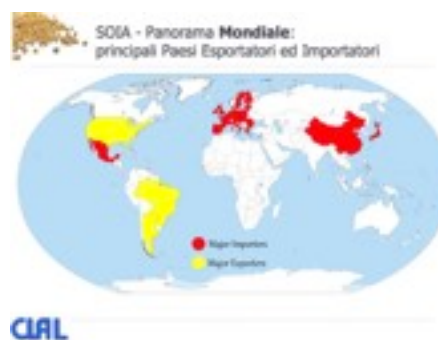 SOIA - Panorama Mondiale:
principali Paesi Esportatori ed Importatori
Major Importers
Major Exporters
CLAL